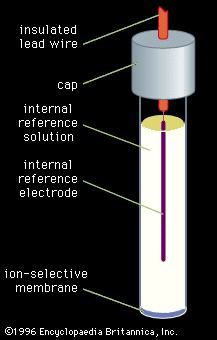 insulated
lead wire
cap
internal
reference
solution
internal
reference
electrode
ion-selective
membrane
©1996 Encyclopaedia Britannica, Inc.